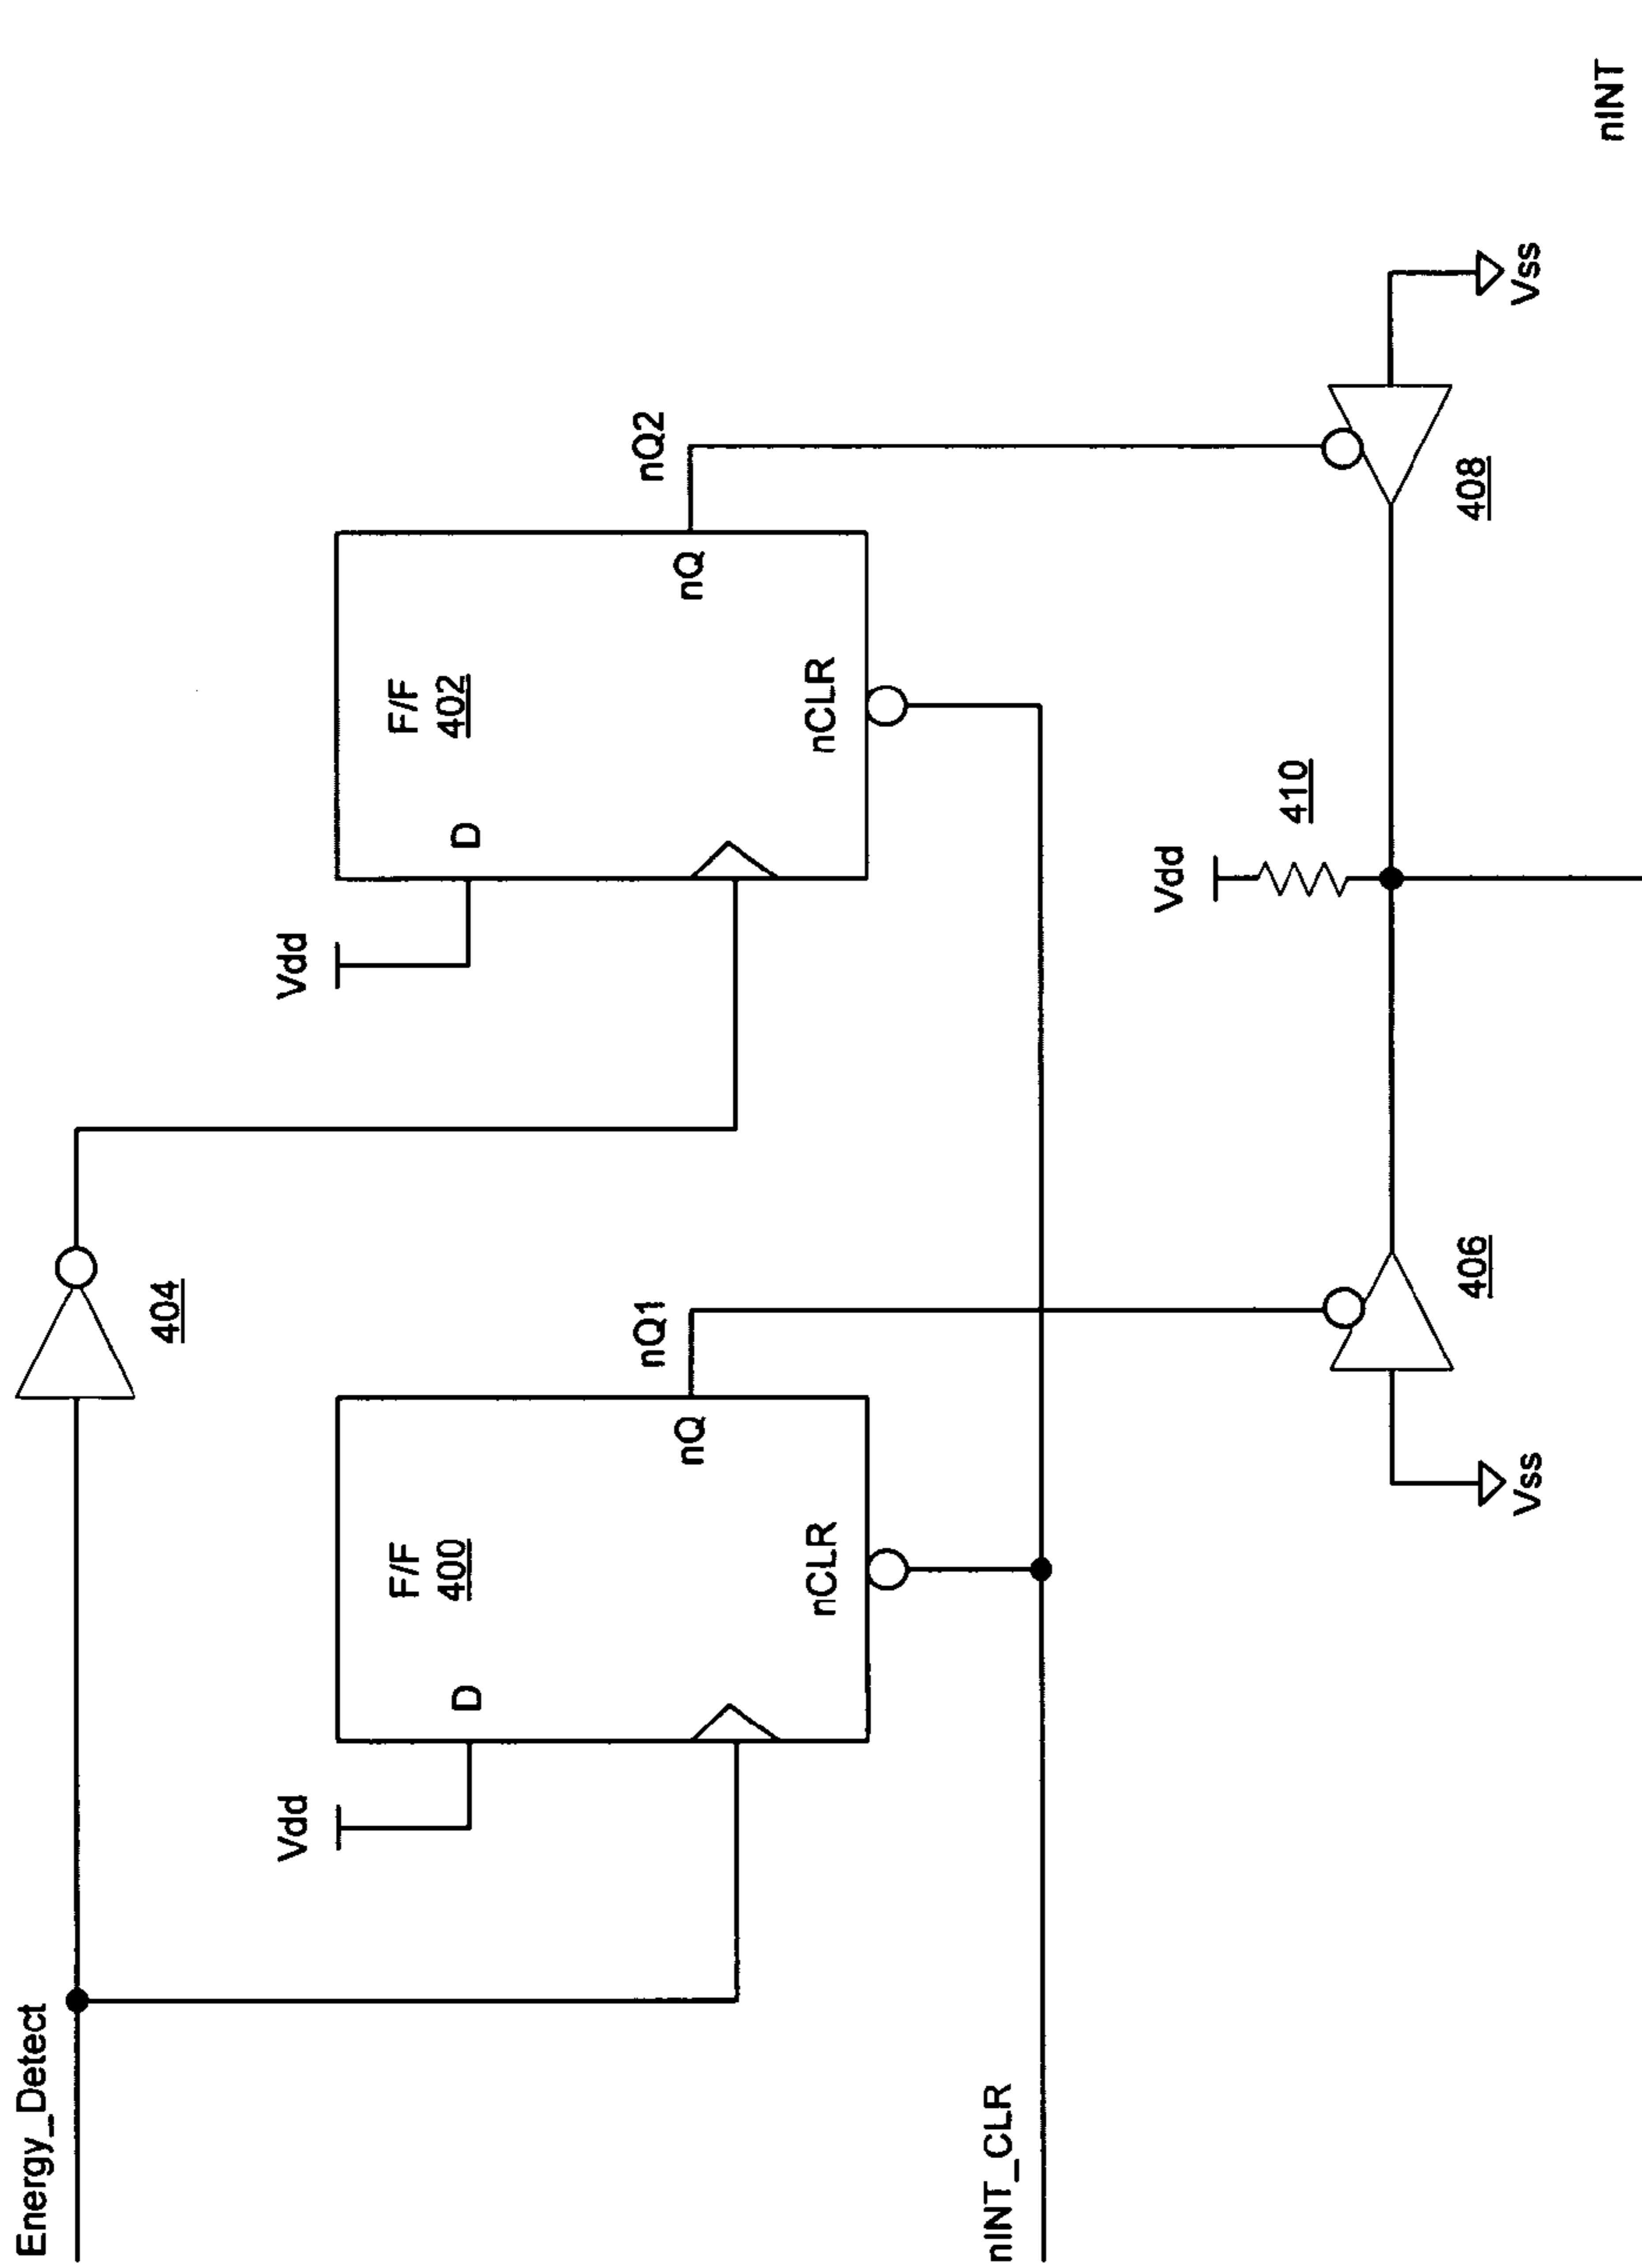 Energy_Detect
404
Vdd
Vdd
D
F/F
400
nQ
nCLR
nQ1
D
F/F
402
nQ
nCLR
nQ2
nINT_CLR
Vdd
410
Vss
406
408
Vss
nINT